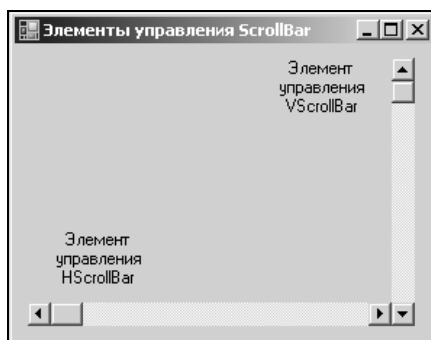 Элементы управления ScrollBar
Элемент
управления
VScrollBar
Элемент
управления
HScrollBar